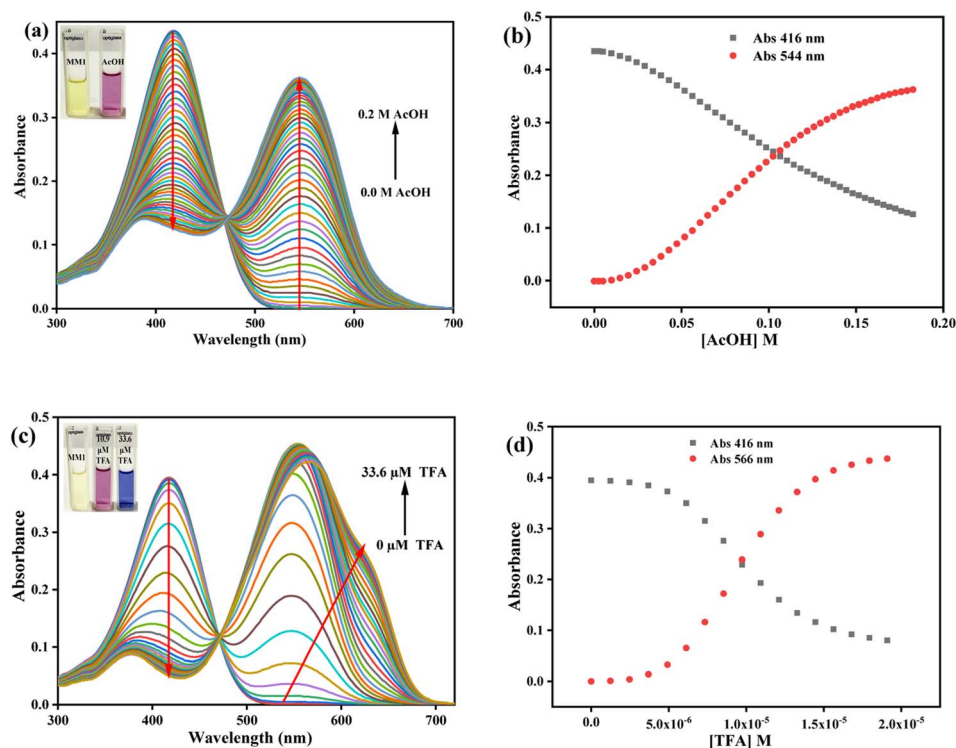 (a)
optiglass
MM1
AcOH
0.2 M AcOH
0.0 M AcOH
Absorbance
0.4
0.3
0.2
0.1
0.0
300 400 500 600 700
Wavelength (nm)
(b)
Abs 416 nm
Abs 544 nm
Absorbance
0.5
0.4
0.3
0.2
0.1
0.0
0.00 0.05 0.10 0.15 0.20
[AcOH] M
(c)
optiglass
MM1
10.9 µM TFA
33.6 µM TFA
33.6 µM TFA
0 µM TFA
Absorbance
0.5
0.4
0.3
0.2
0.1
0.0
300 400 500 600 700
Wavelength (nm)
(d)
Abs 416 nm
Abs 566 nm
Absorbance
0.5
0.4
0.3
0.2
0.1
0.0
0.0 5.0x10⁻⁶ 1.0x10⁻⁵ 1.5x10⁻⁵ 2.0x10⁻⁵
[TFA] M